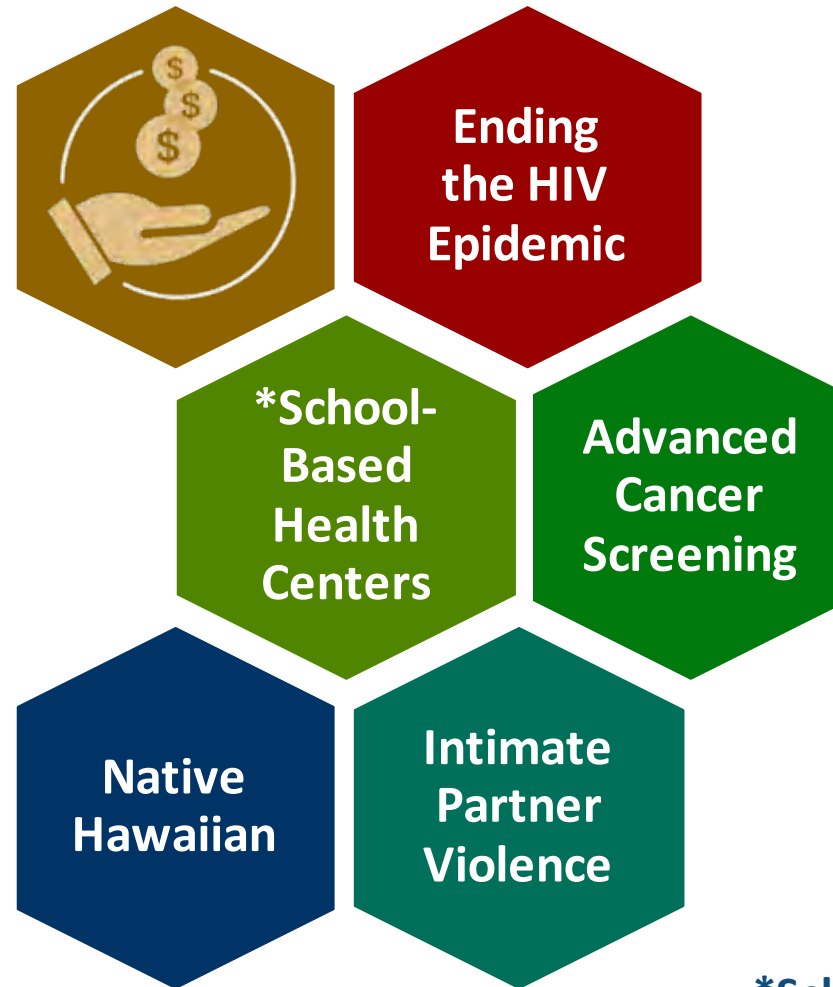 $
$
$
Ending
the HIV
Epidemic
*School-
Based
Health
Centers
Advanced
Cancer
Screening
Native
Hawaiian
Intimate
Partner
Violence